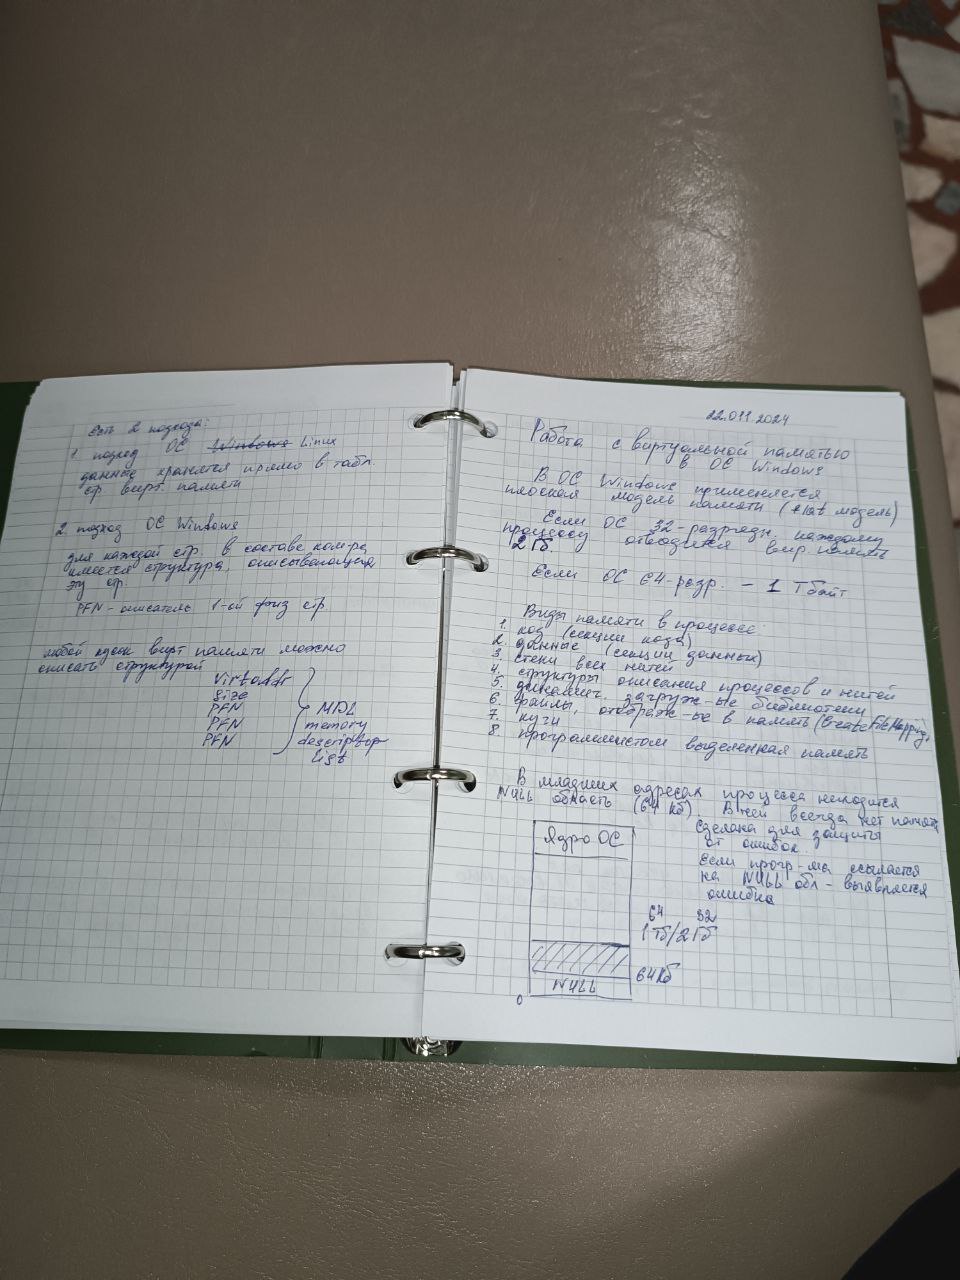 Есть 2 подхода:
1. подход ОС Windows Linux
данные хранятся прямо в табл.
стр. вирт. памяти
2. подход ОС Windows
для каждой стр. в составе ком-ра
имеется структура, описывающая
эту стр.
PFN - описатель 1-ой физ стр
любой кусок вирт памяти можно
описать структурой
VirtAddr
Size
PFN
PFN
PFN
MDL
memory
descriptor
list
22.011.2024
Работа с виртуальной памятью
в ОС Windows
В ОС Windows применяется
плоская модель памяти (flat модель)
Если ОС 32-разрядн, каждому
процессу отводится вир. память
2 Гб.
Если ОС 64-рзр. - 1 Тбайт
Виды памяти в процессе:
1. код (секции кода)
2. данные (секции данных)
3. стеки всех нитей
4. структуры описания процессов и нитей
5. динамич. загруж-ые библиотеки
6. файлы, отображ-ые в память (CreateFileMapping)
7. кучи
8. программистом выделенная память
В младших адресах процесса находится
NULL область (64 Кб). В ней всегда нет памяти
Сделана для защиты
от ошибок.
Если прогр-ма ссылается
на NULL обл - выявляется
ошибка
Ядро ОС
64 32
1 Тб/2 Гб
64 Кб
NULL
0